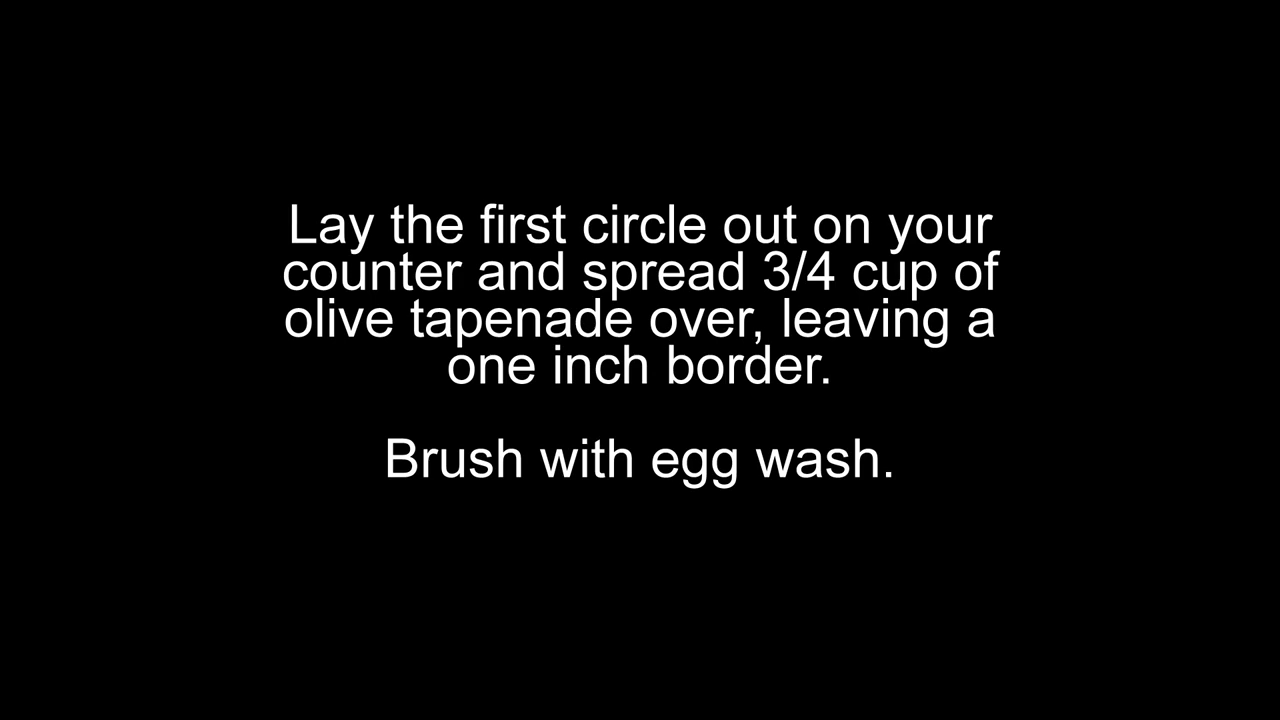 Lay the first circle out on your
counter and spread 3/4 cup of
olive tapenade over, leaving a
one inch border.
Brush with egg wash.